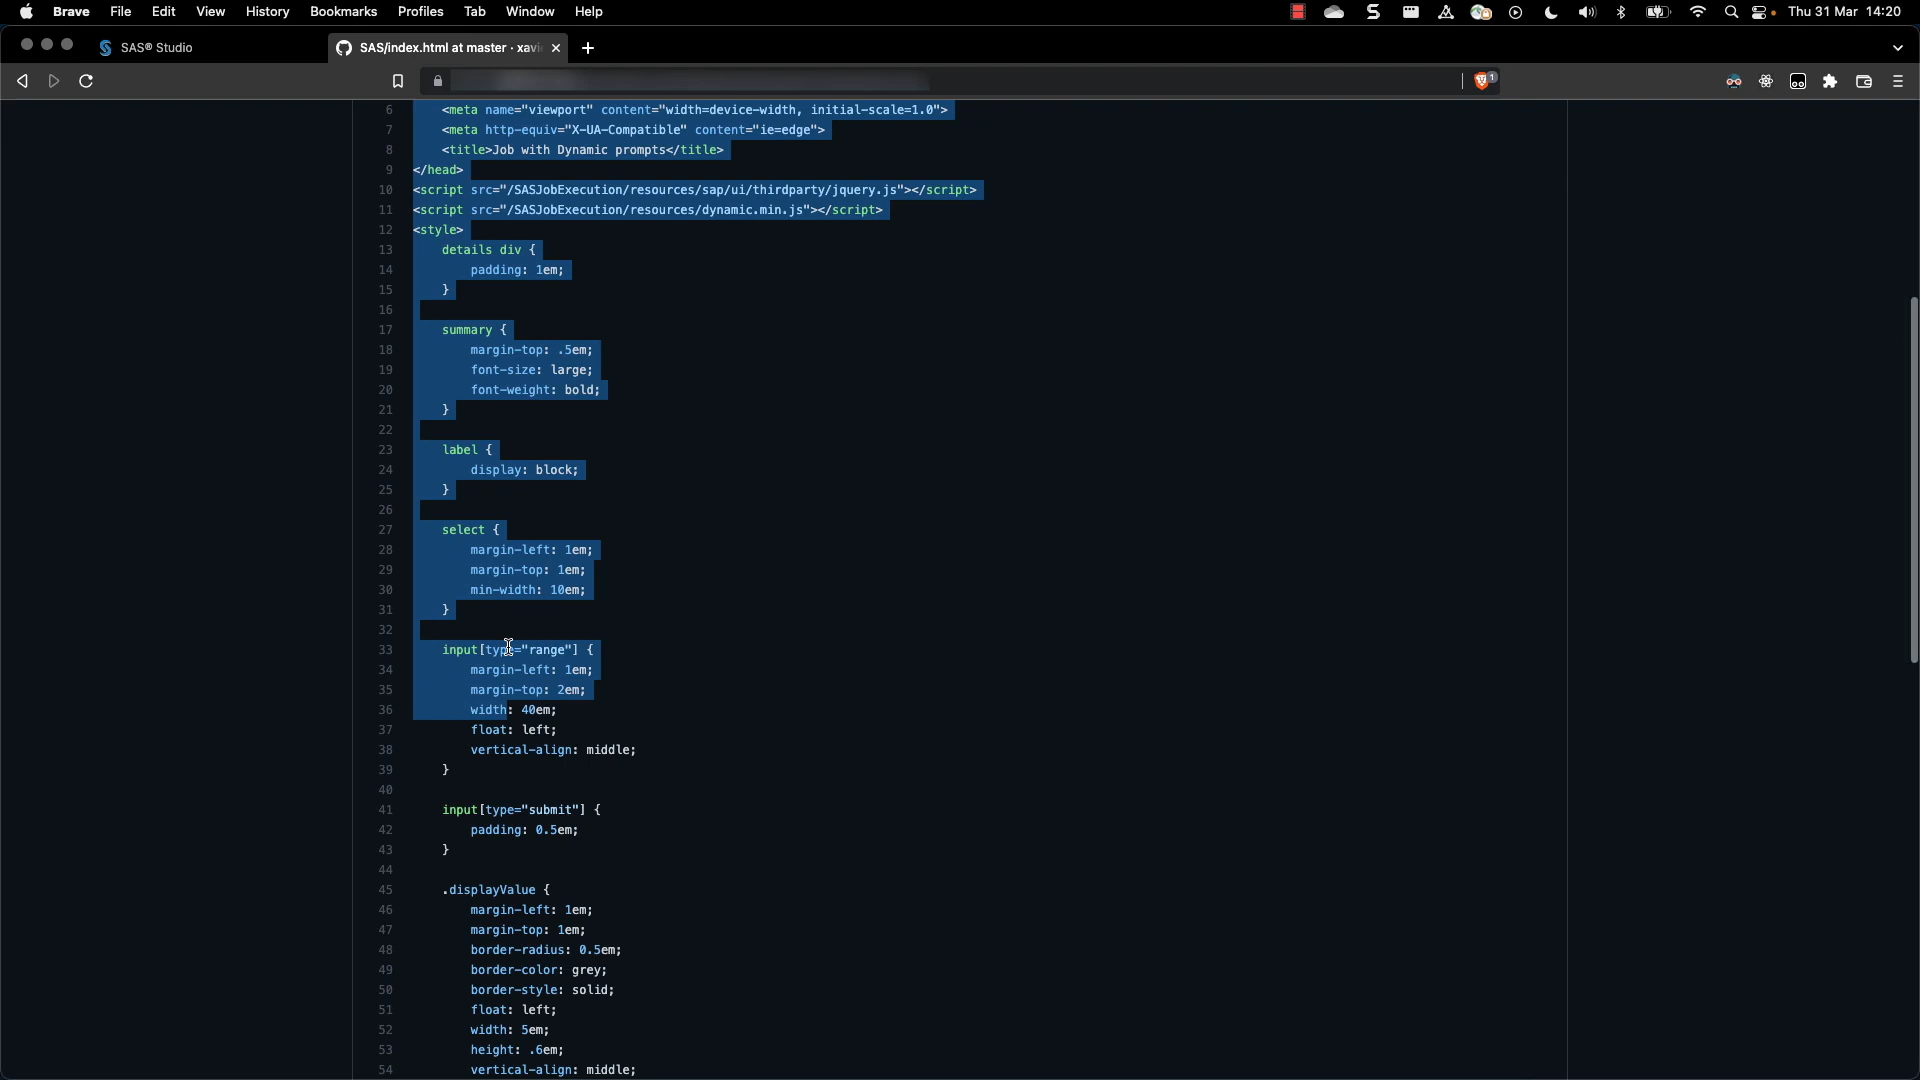 Brave File Edit View History Bookmarks Profiles Tab Window Help Thu 31 Mar 14:20
SAS® Studio SAS/index.html at master · xavi
1
6 <meta name="viewport" content="width=device-width, initial-scale=1.0">
7 <meta http-equiv="X-UA-Compatible" content="ie=edge">
8 <title>Job with Dynamic prompts</title>
9 </head>
10 <script src="/SASJobExecution/resources/sap/ui/thirdparty/jquery.js"></script>
11 <script src="/SASJobExecution/resources/dynamic.min.js"></script>
12 <style>
13 details div {
14 padding: 1em;
15 }
16
17 summary {
18 margin-top: .5em;
19 font-size: large;
20 font-weight: bold;
21 }
22
23 label {
24 display: block;
25 }
26
27 select {
28 margin-left: 1em;
29 margin-top: 1em;
30 min-width: 10em;
31 }
32
33 input[type="range"] {
34 margin-left: 1em;
35 margin-top: 2em;
36 width: 40em;
37 float: left;
38 vertical-align: middle;
39 }
40
41 input[type="submit"] {
42 padding: 0.5em;
43 }
44
45 .displayValue {
46 margin-left: 1em;
47 margin-top: 1em;
48 border-radius: 0.5em;
49 border-color: grey;
50 border-style: solid;
51 float: left;
52 width: 5em;
53 height: .6em;
54 vertical-align: middle;